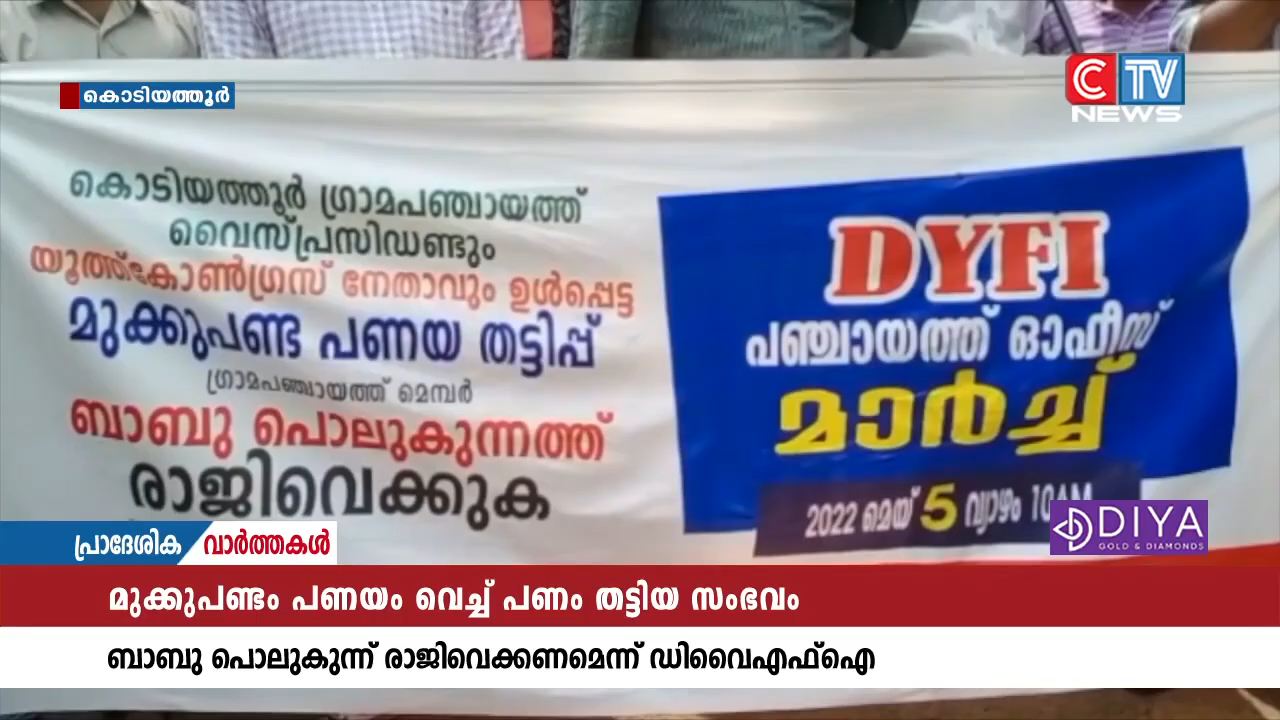 കൊടിയത്തൂർ
CTV
NEWS
കൊടിയത്തൂർ ഗ്രാമപഞ്ചായത്ത്
വൈസ്പ്രസിഡണ്ടും
യൂത്ത്കോൺഗ്രസ് നേതാവും ഉൾപ്പെട്ട
മുക്കുപണ്ട പണയ തട്ടിപ്പ്
ഗ്രാമപഞ്ചായത്ത് മെമ്പർ
ബാബു പൊലുകുന്നത്ത്
രാജിവെക്കുക
DYFI
പഞ്ചായത്ത് ഓഫീസ്
മാർച്ച്
2022 മെയ് 5 വ്യാഴം 10AM
DIYA
GOLD & DIAMONDS
പ്രാദേശിക വാർത്തകൾ
മുക്കുപണ്ടം പണയം വെച്ച് പണം തട്ടിയ സംഭവം
ബാബു പൊലുകുന്ന് രാജിവെക്കണമെന്ന് ഡിവൈഎഫ്ഐ